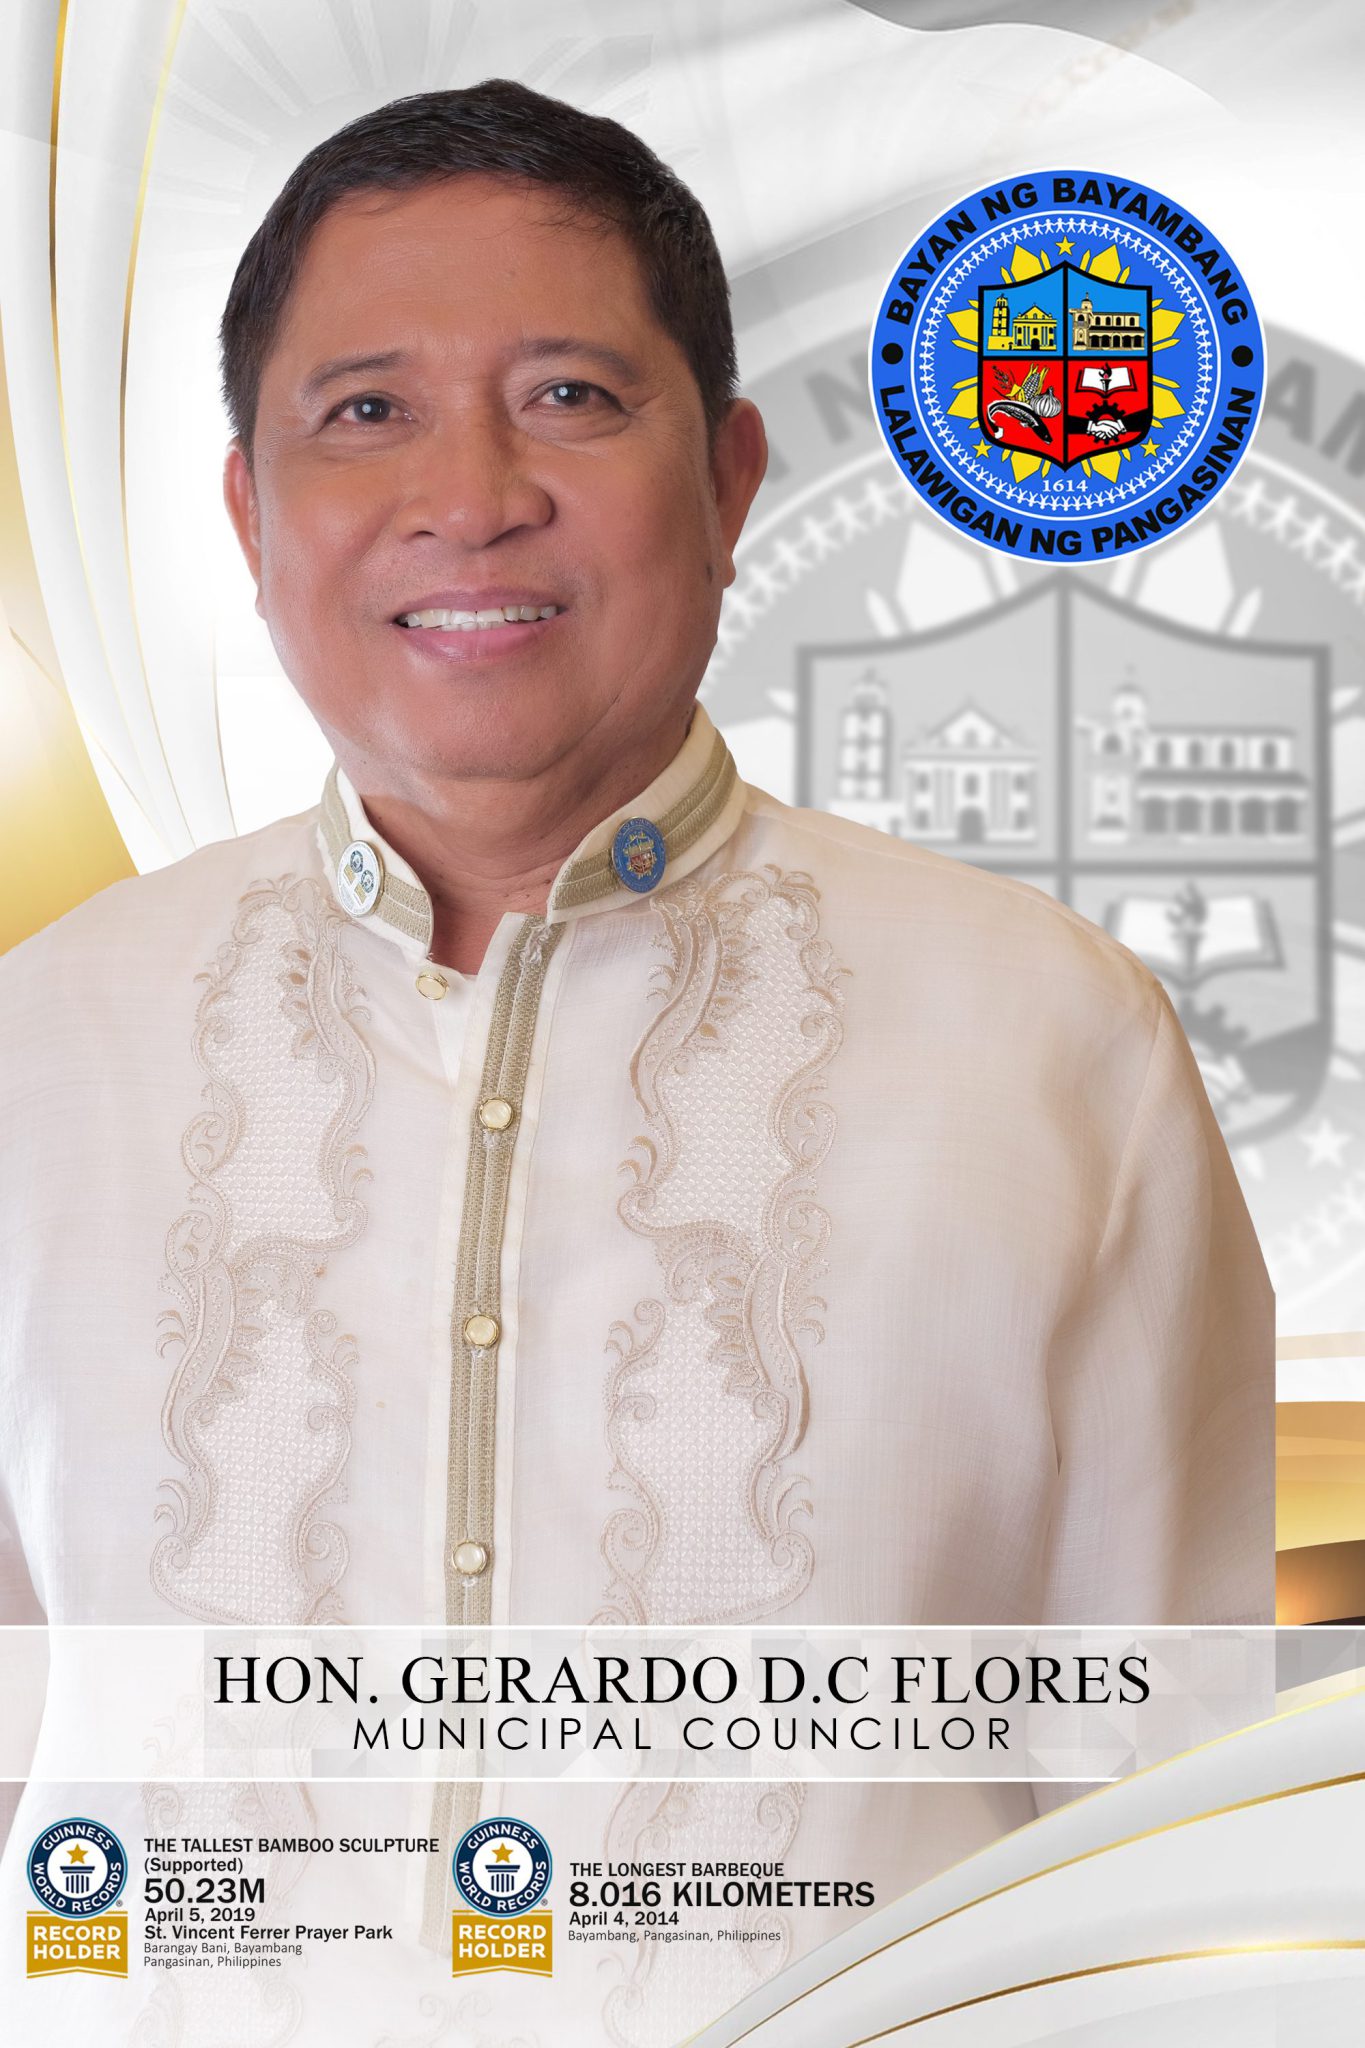 BAYAN NG BAYAMBANG
LALAWIGAN NG PANGASINAN
1614
HON. GERARDO D.C FLORES
MUNICIPAL COUNCILOR
GUINNESS
WORLD RECORDS
RECORD
HOLDER
THE TALLEST BAMBOO SCULPTURE
(Supported)
50.23M
April 5, 2019
St. Vincent Ferrer Prayer Park
Barangay Bani, Bayambang
Pangasinan, Philippines
GUINNESS
WORLD RECORDS
RECORD
HOLDER
THE LONGEST BARBEQUE
8.016 KILOMETERS
April 4, 2014
Bayambang, Pangasinan, Philippines